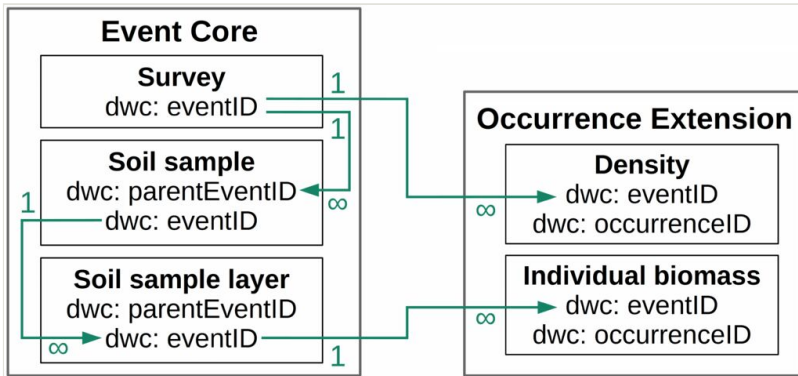 Event Core
Survey
dwc: eventID
1
1
Soil sample
dwc: parentEventID
∞
1
dwc: eventID
Soil sample layer
dwc: parentEventID
dwc: eventID
∞
1
Occurrence Extension
Density
dwc: eventID
∞
dwc: occurrenceID
Individual biomass
dwc: eventID
∞
dwc: occurrenceID